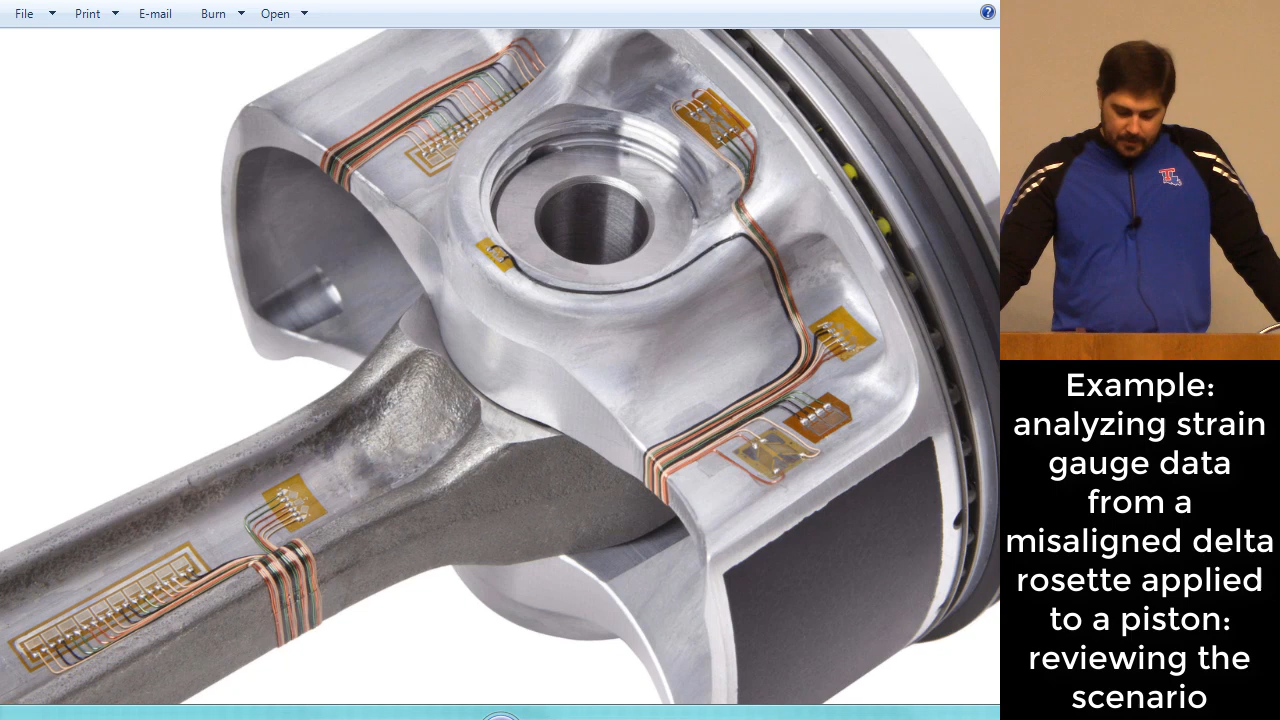 File Print E-mail Burn Open
Example:
analyzing strain
gauge data
from a
misaligned delta
rosette applied
to a piston:
reviewing the
scenario